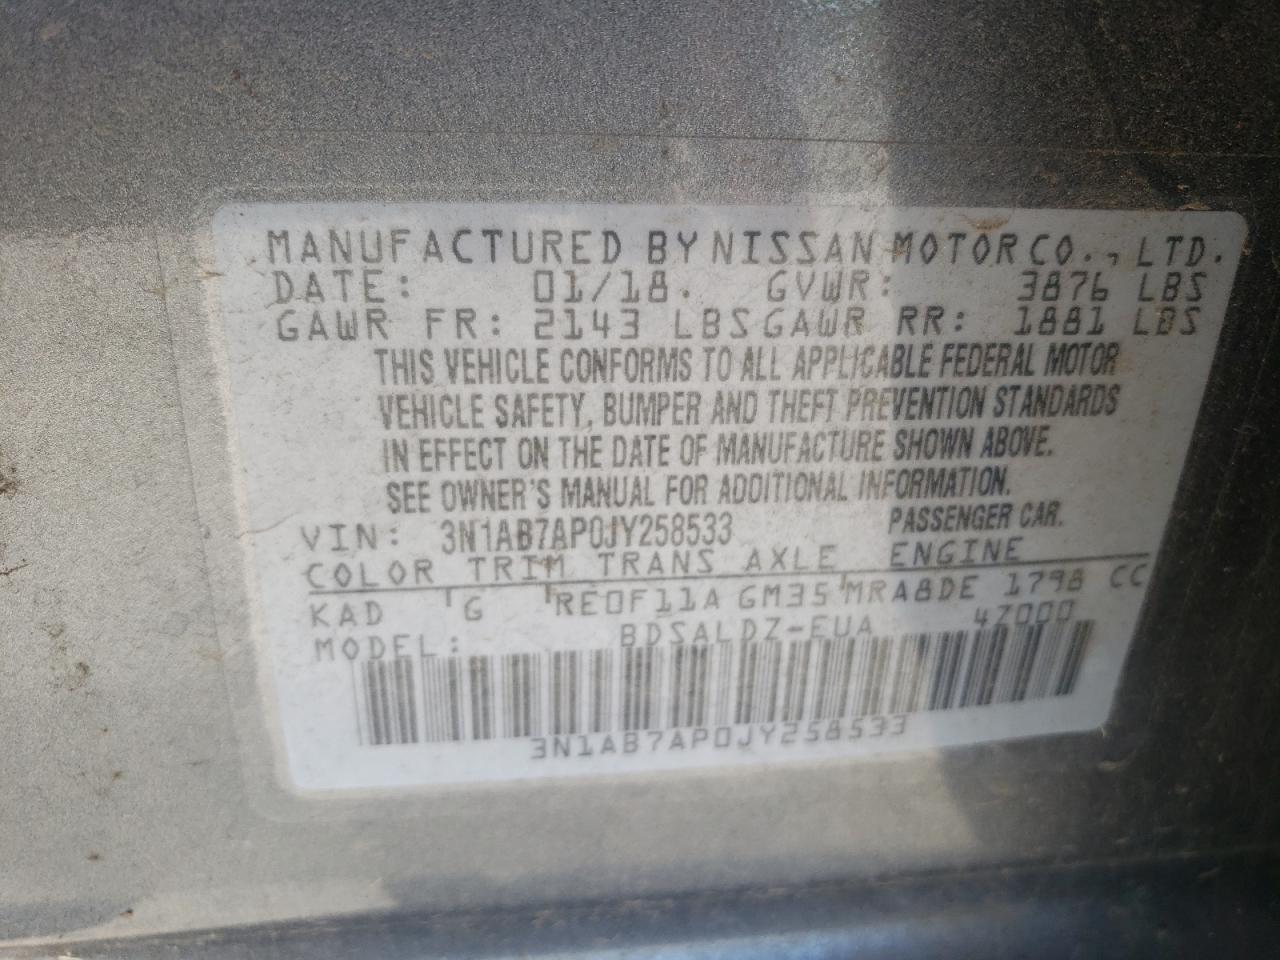 MANUFACTURED BY NISSAN MOTOR CO., LTD.
DATE: 01/18. GVWR: 3876 LBS
GAWR FR: 2143 LBS GAWR RR: 1881 LBS
THIS VEHICLE CONFORMS TO ALL APPLICABLE FEDERAL MOTOR
VEHICLE SAFETY, BUMPER AND THEFT PREVENTION STANDARDS
IN EFFECT ON THE DATE OF MANUFACTURE SHOWN ABOVE.
SEE OWNER'S MANUAL FOR ADDITIONAL INFORMATION.
VIN: 3N1AB7AP0JY258533 PASSENGER CAR.
COLOR TRIM TRANS AXLE ENGINE
KAD G RE0F11A GM35 MRA8DE 1798 CC
MODEL: BDSALDZ-EUA 4Z000
3N1AB7AP0JY258533